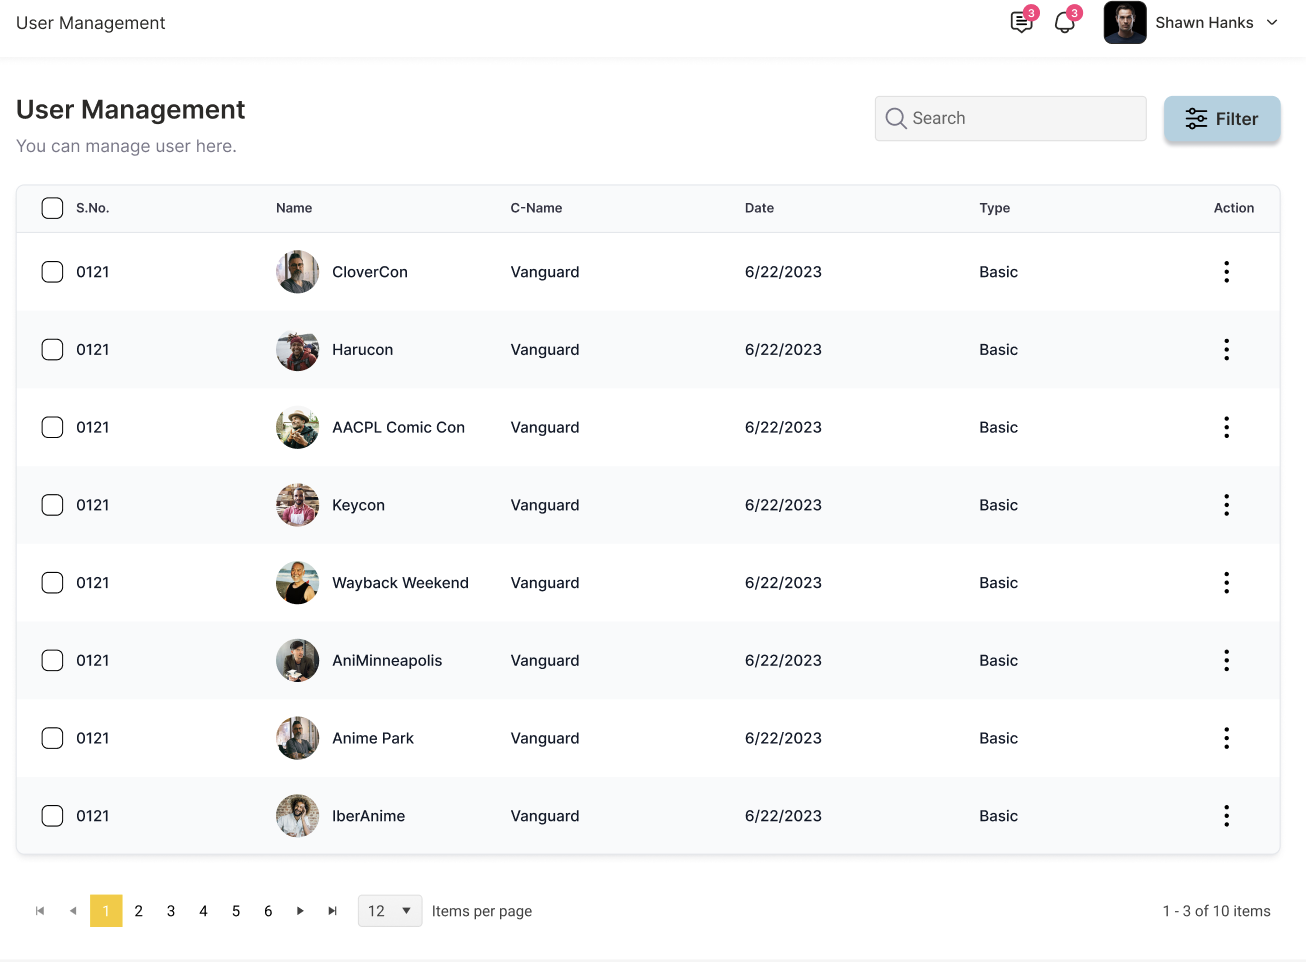 User Management
3
3
Shawn Hanks
User Management
You can manage user here.
Search
Filter
S.No. Name C-Name Date Type Action
0121 CloverCon Vanguard 6/22/2023 Basic
0121 Harucon Vanguard 6/22/2023 Basic
0121 AACPL Comic Con Vanguard 6/22/2023 Basic
0121 Keycon Vanguard 6/22/2023 Basic
0121 Wayback Weekend Vanguard 6/22/2023 Basic
0121 AniMinneapolis Vanguard 6/22/2023 Basic
0121 Anime Park Vanguard 6/22/2023 Basic
0121 IberAnime Vanguard 6/22/2023 Basic
1 2 3 4 5 6 12 Items per page 1 - 3 of 10 items